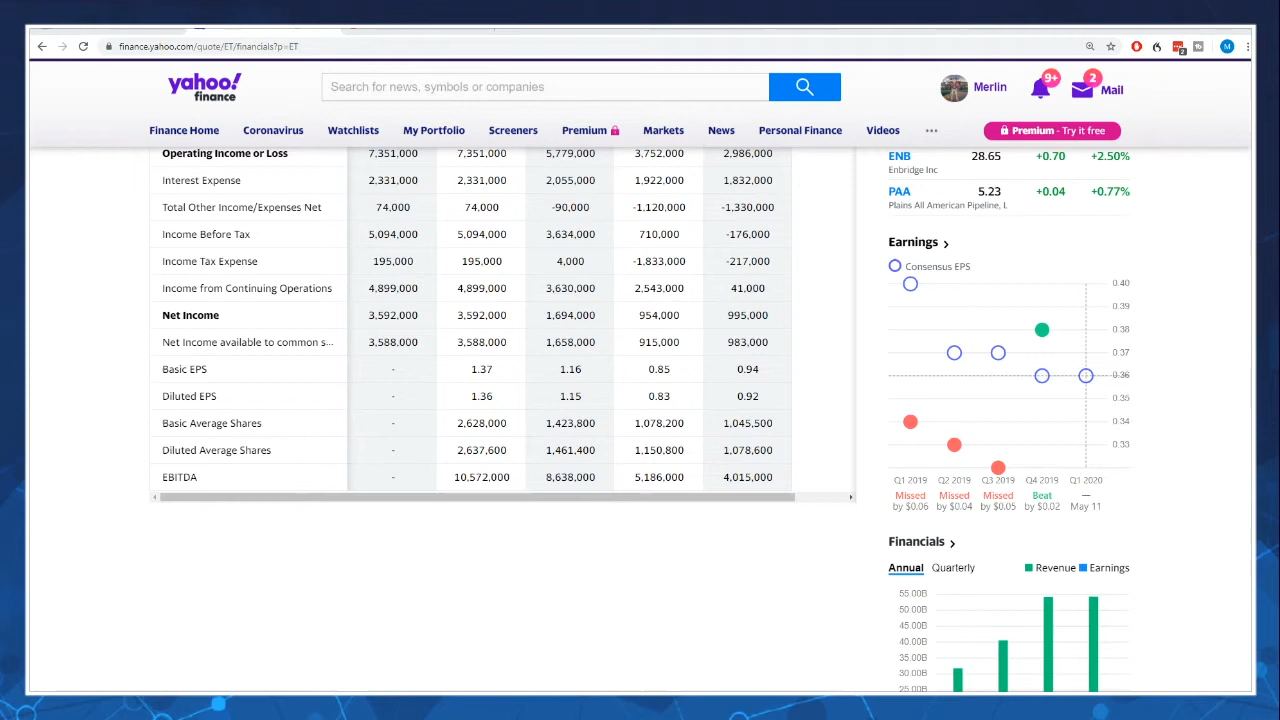 finance.yahoo.com/quote/ET/financials?p=ET
2
M
yahoo!
finance
Search for news, symbols or companies
Merlin
9+
2
Mail
Finance Home Coronavirus Watchlists My Portfolio Screeners Premium Markets News Personal Finance Videos ••• Premium - Try it free
Operating Income or Loss 7,351,000 7,351,000 5,779,000 3,752,000 2,986,000
Interest Expense 2,331,000 2,331,000 2,055,000 1,922,000 1,832,000
Total Other Income/Expenses Net 74,000 74,000 -90,000 -1,120,000 -1,330,000
Income Before Tax 5,094,000 5,094,000 3,634,000 710,000 -176,000
Income Tax Expense 195,000 195,000 4,000 -1,833,000 -217,000
Income from Continuing Operations 4,899,000 4,899,000 3,630,000 2,543,000 41,000
Net Income 3,592,000 3,592,000 1,694,000 954,000 995,000
Net Income available to common s... 3,588,000 3,588,000 1,658,000 915,000 983,000
Basic EPS - 1.37 1.16 0.85 0.94
Diluted EPS - 1.36 1.15 0.83 0.92
Basic Average Shares - 2,628,000 1,423,800 1,078,200 1,045,500
Diluted Average Shares - 2,637,600 1,461,400 1,150,800 1,078,600
EBITDA - 10,572,000 8,638,000 5,186,000 4,015,000
ENB 28.65 +0.70 +2.50%
Enbridge Inc
PAA 5.23 +0.04 +0.77%
Plains All American Pipeline, L
Earnings
Consensus EPS
0.40
0.39
0.38
0.37
0.36
0.35
0.34
0.33
Q1 2019 Q2 2019 Q3 2019 Q4 2019 Q1 2020
Missed Missed Missed Beat —
by $0.06 by $0.04 by $0.05 by $0.02 May 11
Financials
Annual Quarterly Revenue Earnings
55.00B
50.00B
45.00B
40.00B
35.00B
30.00B
25.00B